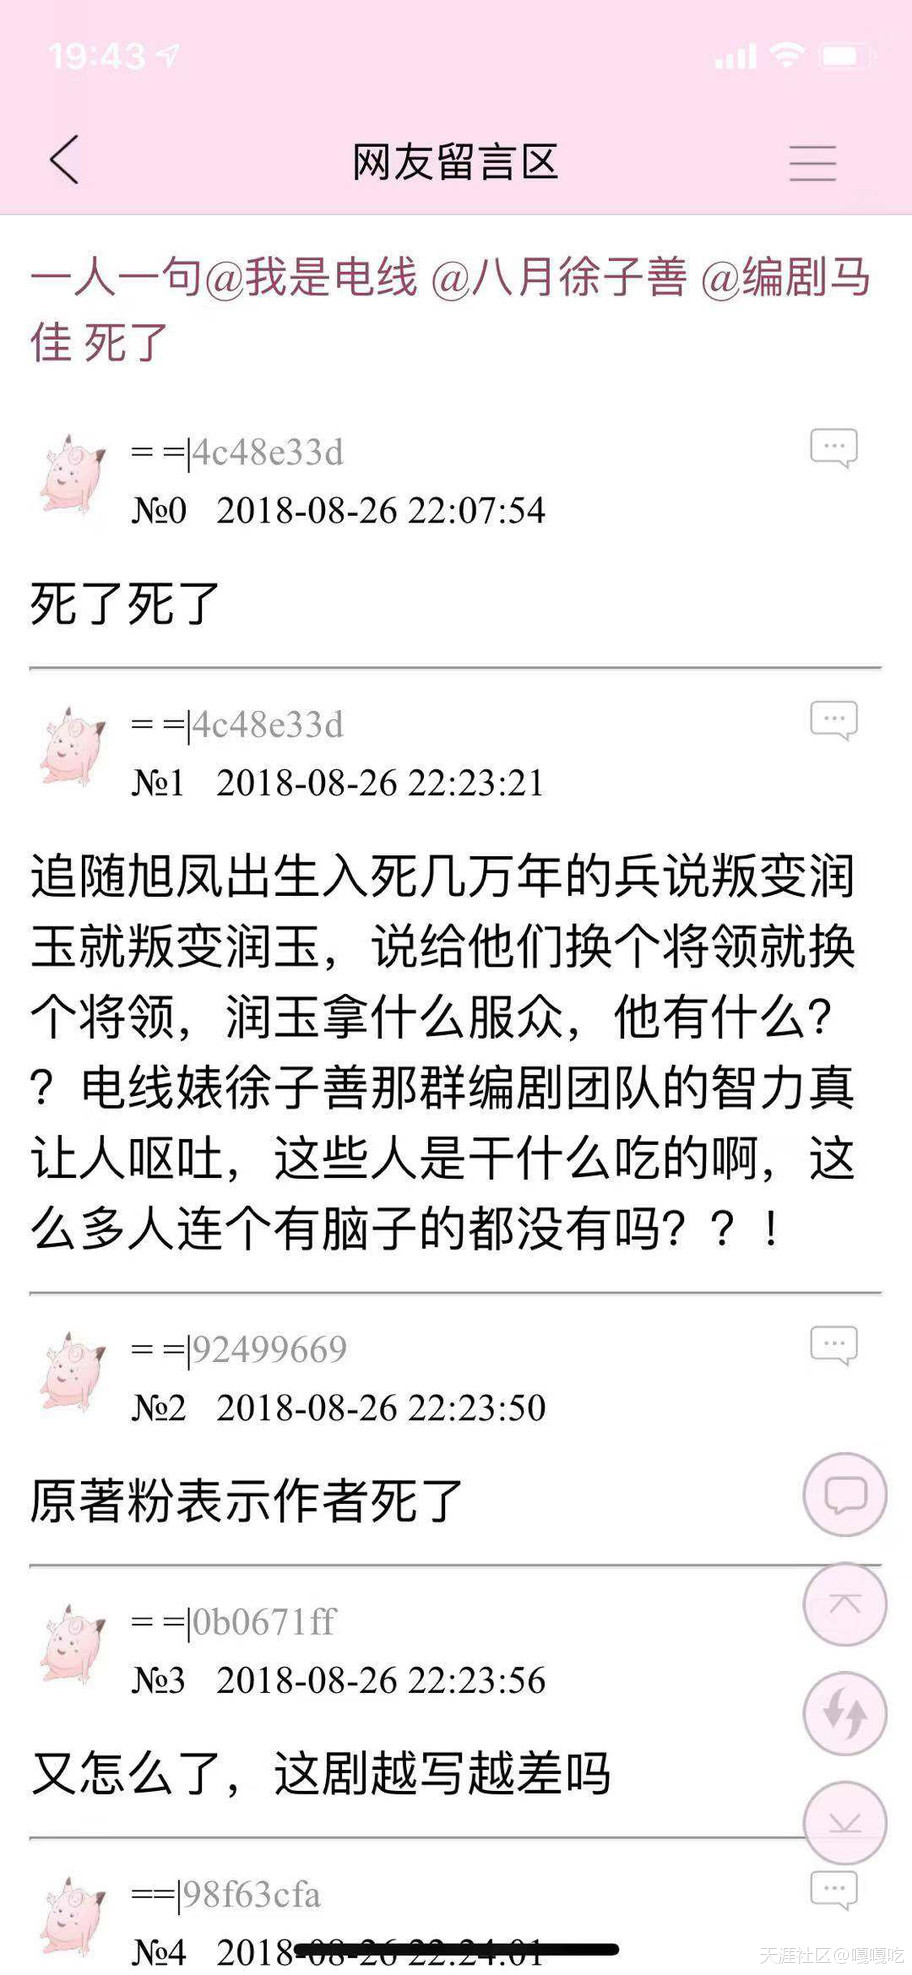 19:43
网友留言区
一人一句@我是电线 @八月徐子善 @编剧马
佳 死了
= =|4c48e33d
№0 2018-08-26 22:07:54
死了死了
= =|4c48e33d
№1 2018-08-26 22:23:21
追随旭凤出生入死几万年的兵说叛变润
玉就叛变润玉，说给他们换个将领就换
个将领，润玉拿什么服众，他有什么？
？电线婊徐子善那群编剧团队的智力真
让人呕吐，这些人是干什么吃的啊，这
么多人连个有脑子的都没有吗？？！
= =|92499669
№2 2018-08-26 22:23:50
原著粉表示作者死了
= =|0b0671ff
№3 2018-08-26 22:23:56
又怎么了，这剧越写越差吗
==|98f63cfa
№4 2018-08-26 22:24:01
天涯社区@嘎嘎吃